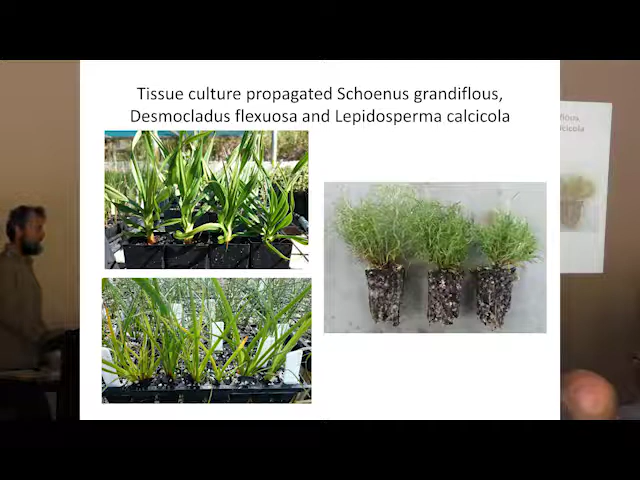 Tissue culture propagated Schoenus grandiflous,
Desmocladus flexuosa and Lepidosperma calcicola